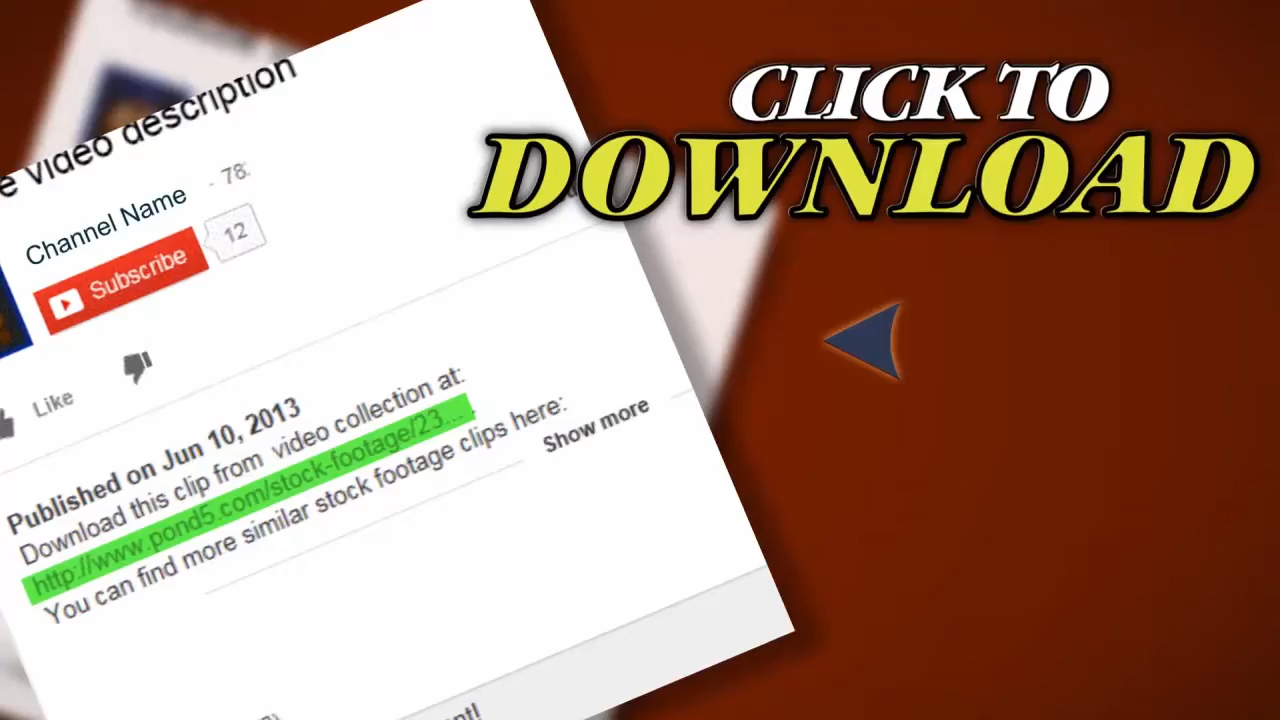 CLICK TO
DOWNLOAD
e video description
Channel Name
78
Subscribe
12
Like
Published on Jun 10, 2013
Download this clip from video collection at:
http://www.pond5.com/stock-footage/23...
You can find more similar stock footage clips here:
Show more